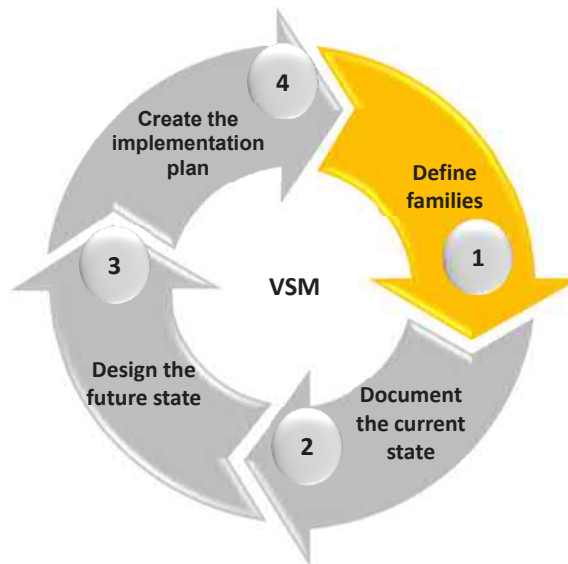 4
Create the
implementation
plan
Define
families
1
3
VSM
Design the
future state
Document
the current
state
2